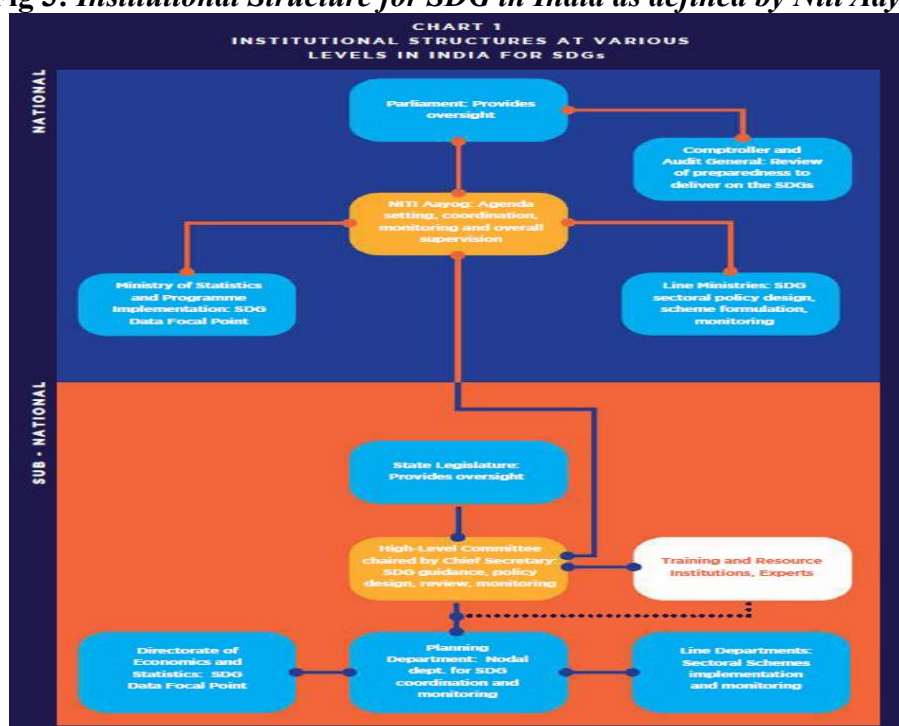 Fig 3: Institutional Structure for SDG in India as defined by Niti Aay
CHART 1
INSTITUTIONAL STRUCTURES AT VARIOUS
LEVELS IN INDIA FOR SDGs
NATIONAL
Parliament: Provides
oversight
Comptroller and
Audit General: Review
of preparedness to
deliver on the SDGs
NITI Aayog: Agenda
setting, coordination,
monitoring and overall
supervision
Ministry of Statistics
and Programme
Implementation: SDG
Data Focal Point
Line Ministries: SDG
sectoral policy design,
scheme formulation,
monitoring
SUB - NATIONAL
State Legislature:
Provides oversight
High-Level Committee
chaired by Chief Secretary:
SDG guidance, policy
design, review, monitoring
Training and Resource
Institutions, Experts
Directorate of
Economics and
Statistics: SDG
Data Focal Point
Planning
Department: Nodal
dept. for SDG
coordination and
monitoring
Line Departments:
Sectoral Schemes
implementation
and monitoring